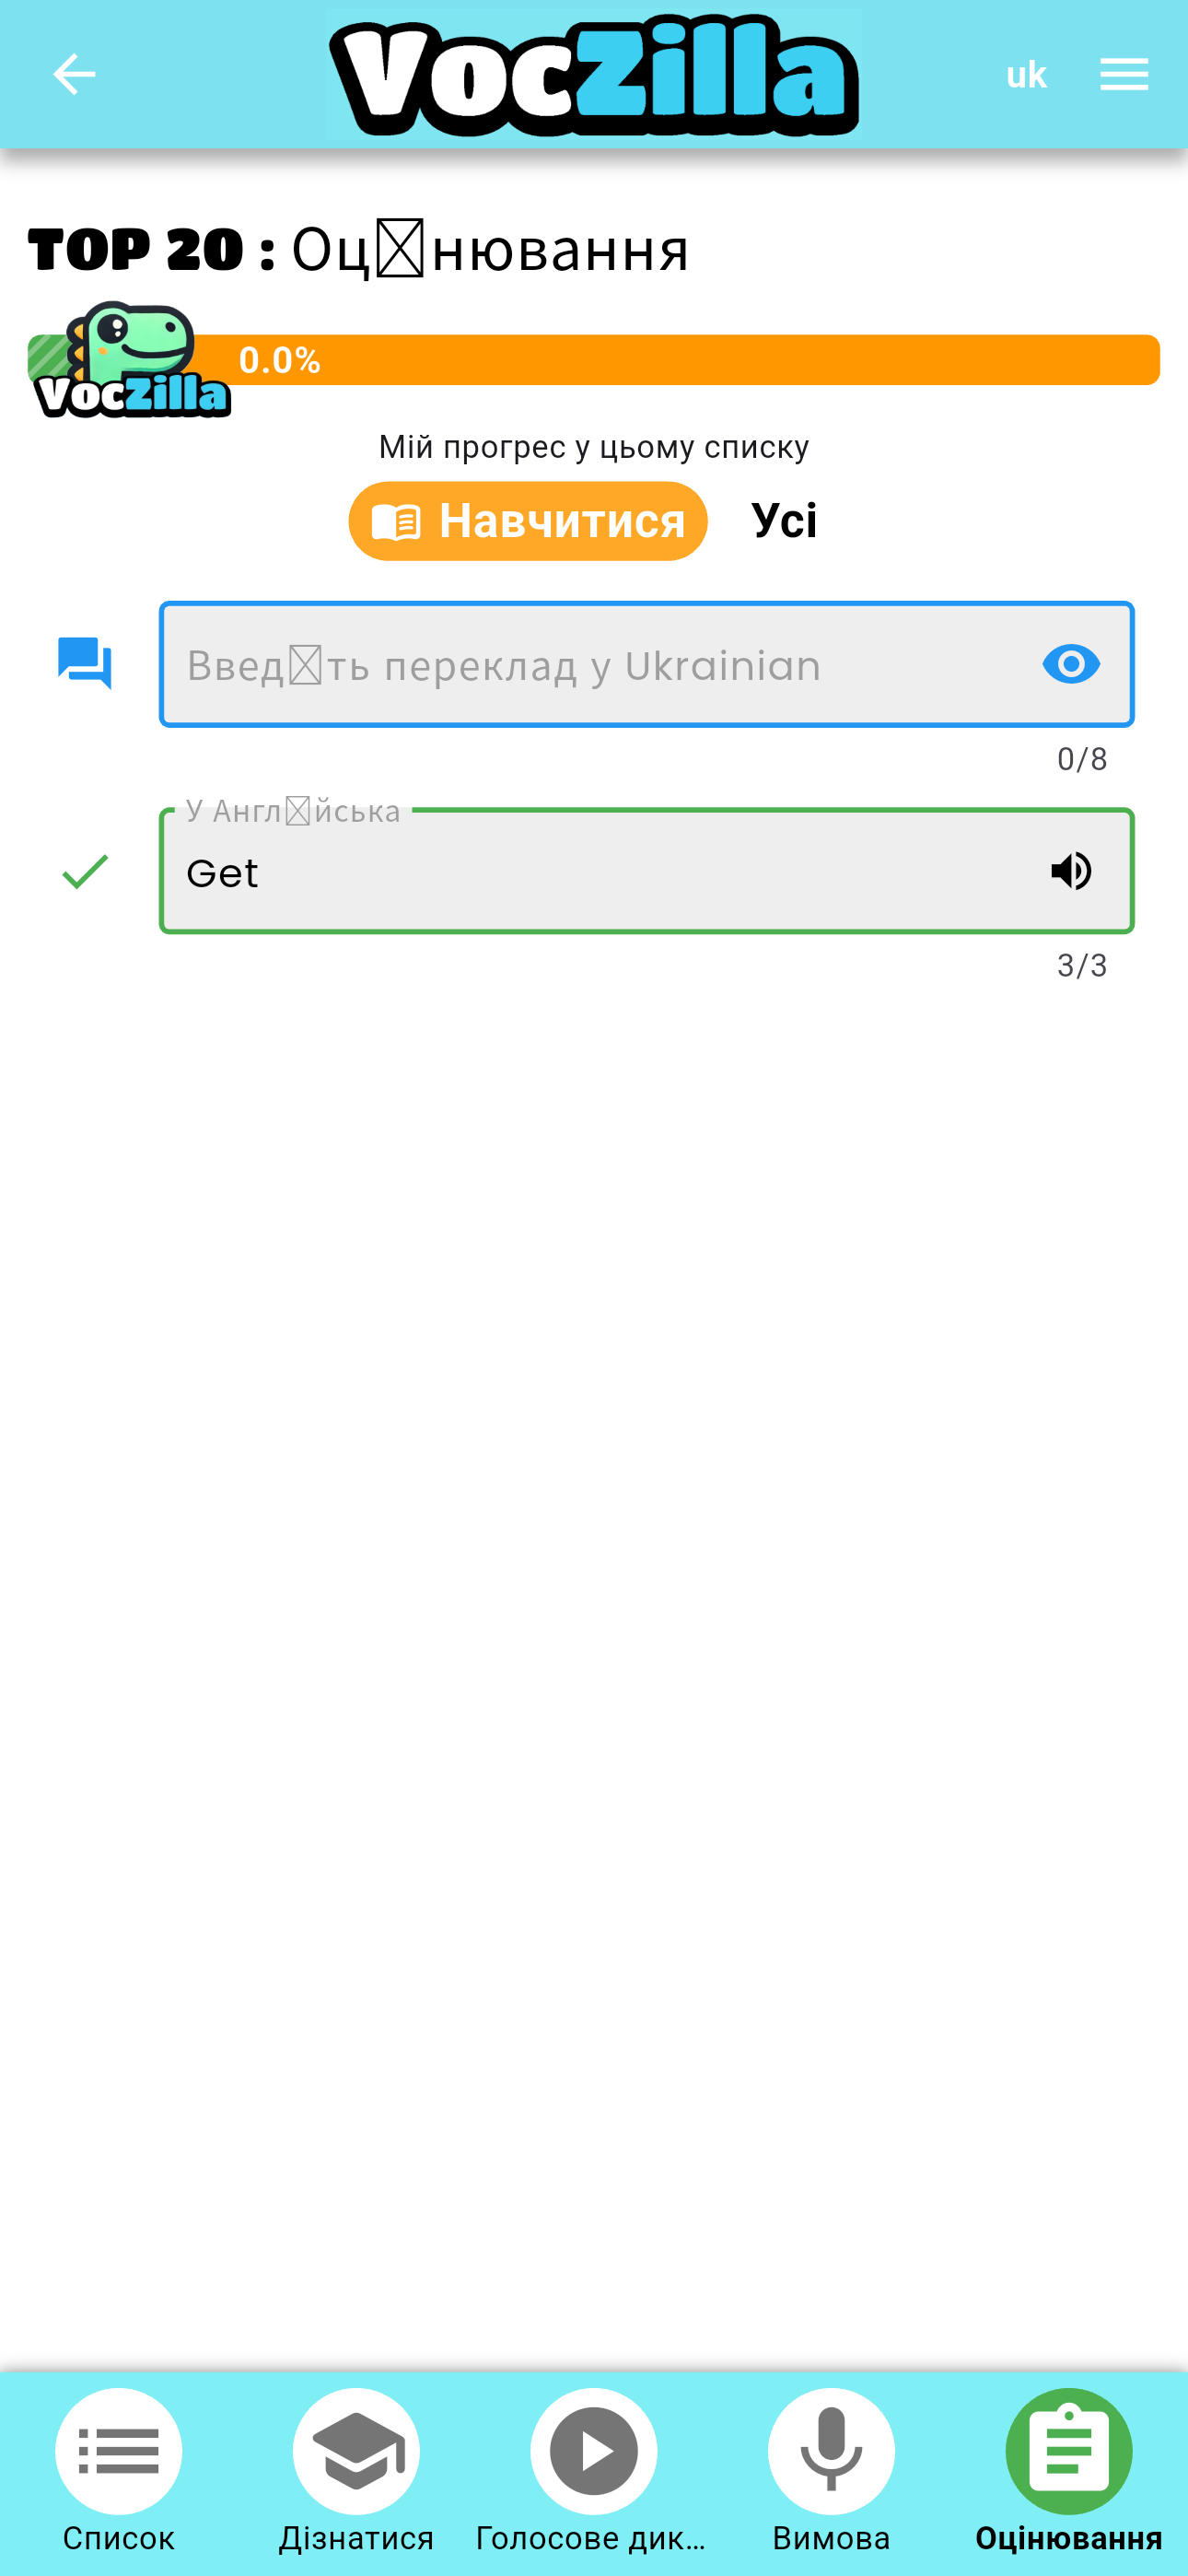 VocZilla
uk
TOP 20 : Оц☒нювання
VocZilla
0.0%
Мій прогрес у цьому списку
Навчитися Усі
Введ☒ть переклад у Ukrainian
0/8
У Англ☒йська
Get
3/3
Список Дізнатися Голосове дик... Вимова Оцінювання